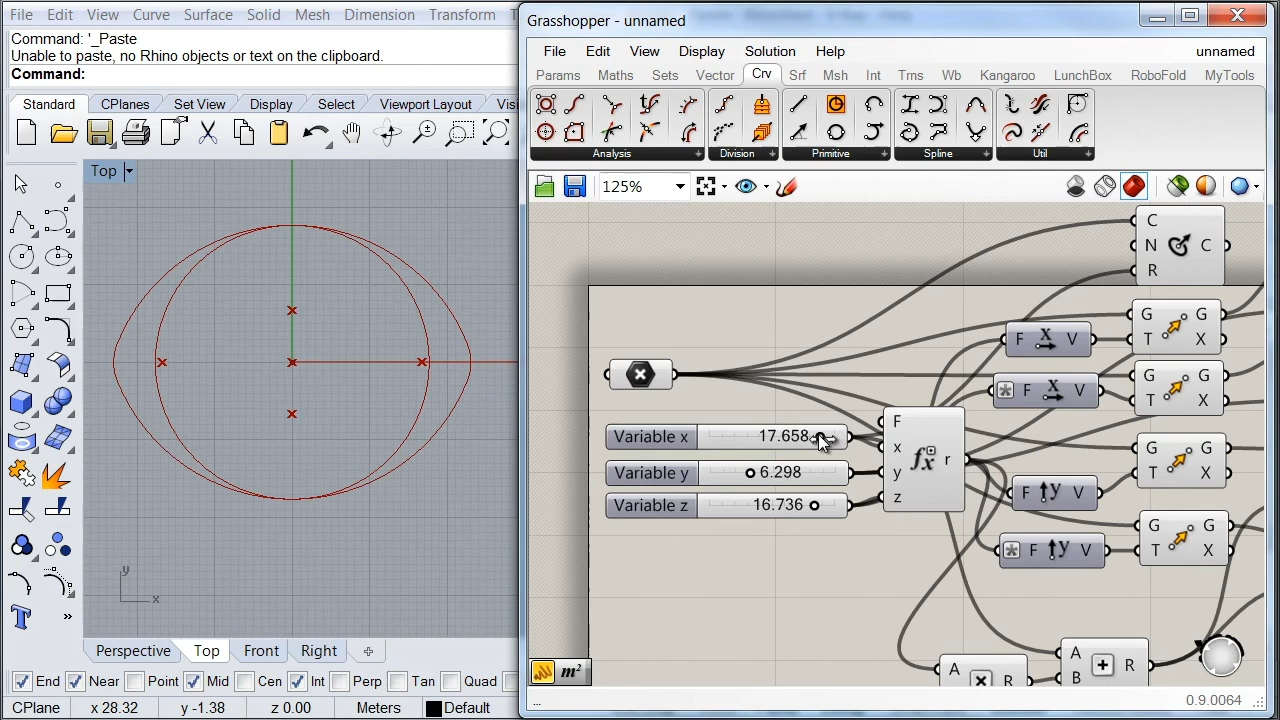 File Edit View Curve Surface Solid Mesh Dimension Transform
Command: '_Paste
Unable to paste, no Rhino objects or text on the clipboard.
Command:
Standard CPlanes Set View Display Select Viewport Layout
Top
y
x
Perspective Top Front Right
End Near Point Mid Cen Int Perp Tan Quad
CPlane x 28.32 y -1.38 z 0.00 Meters Default
Grasshopper - unnamed
File Edit View Display Solution Help unnamed
Params Maths Sets Vector Crv Srf Msh Int Trns Wb Kangaroo LunchBox RoboFold MyTools
Analysis Division Primitive Spline Util
125%
C
N C
R
G G
T X
F x V
G G
T X
F x V
F
x
y
z
fx r
Variable x 17.658
Variable y 6.298
Variable z 16.736
G G
T X
F y V
G G
T X
F y V
A
R
A
B
R
m²
... 0.9.0064